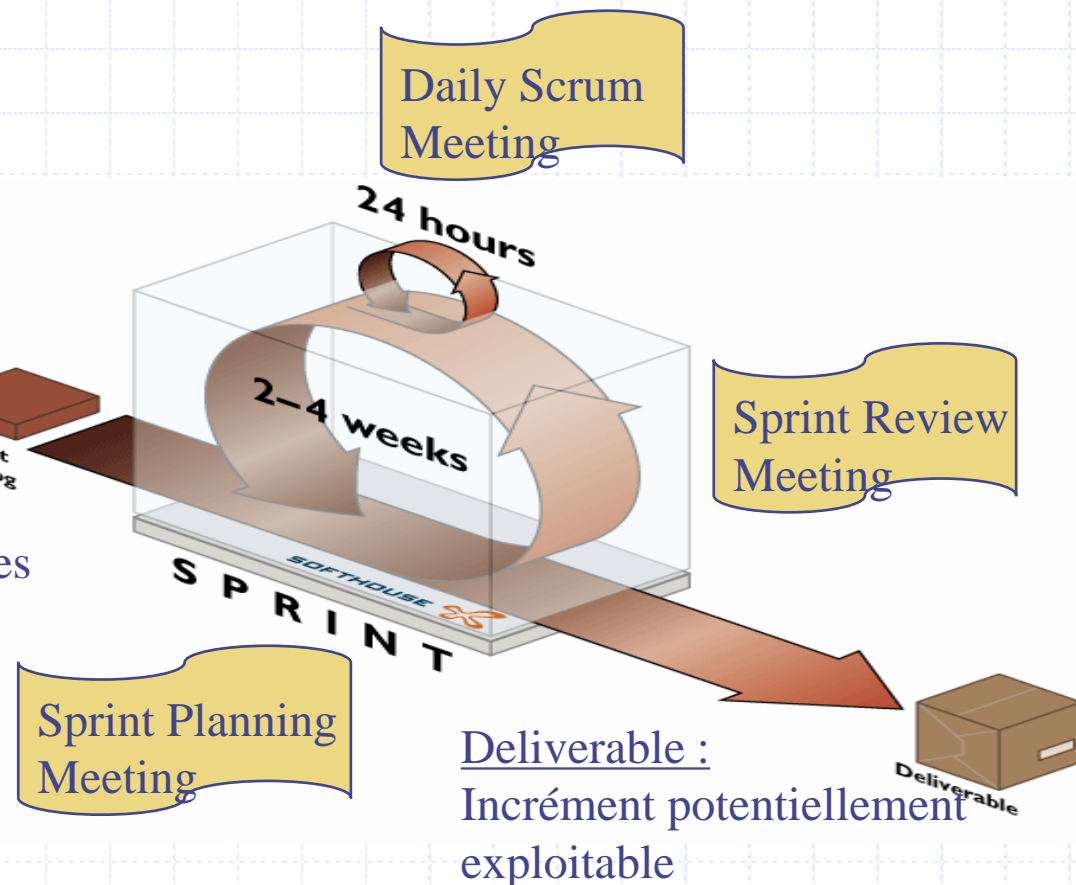 Daily Scrum
Meeting
24 hours
2–4 weeks
Sprint Review
Meeting
SOFTHOUSE
SPRINT
Sprint Planning
Meeting
Deliverable :
Incrément potentiellement
exploitable
Deliverable